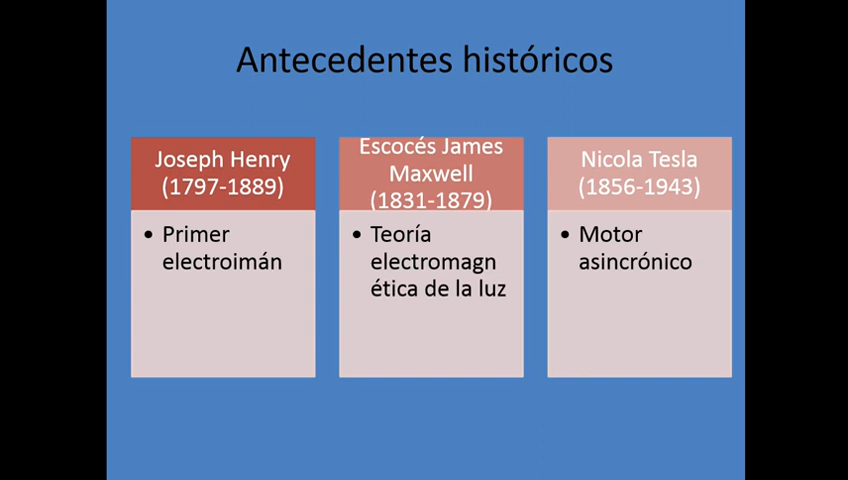 Antecedentes históricos
Joseph Henry
(1797-1889)
• Primer
electroimán
Escocés James
Maxwell
(1831-1879)
• Teoría
electromagn
ética de la luz
Nicola Tesla
(1856-1943)
• Motor
asincrónico